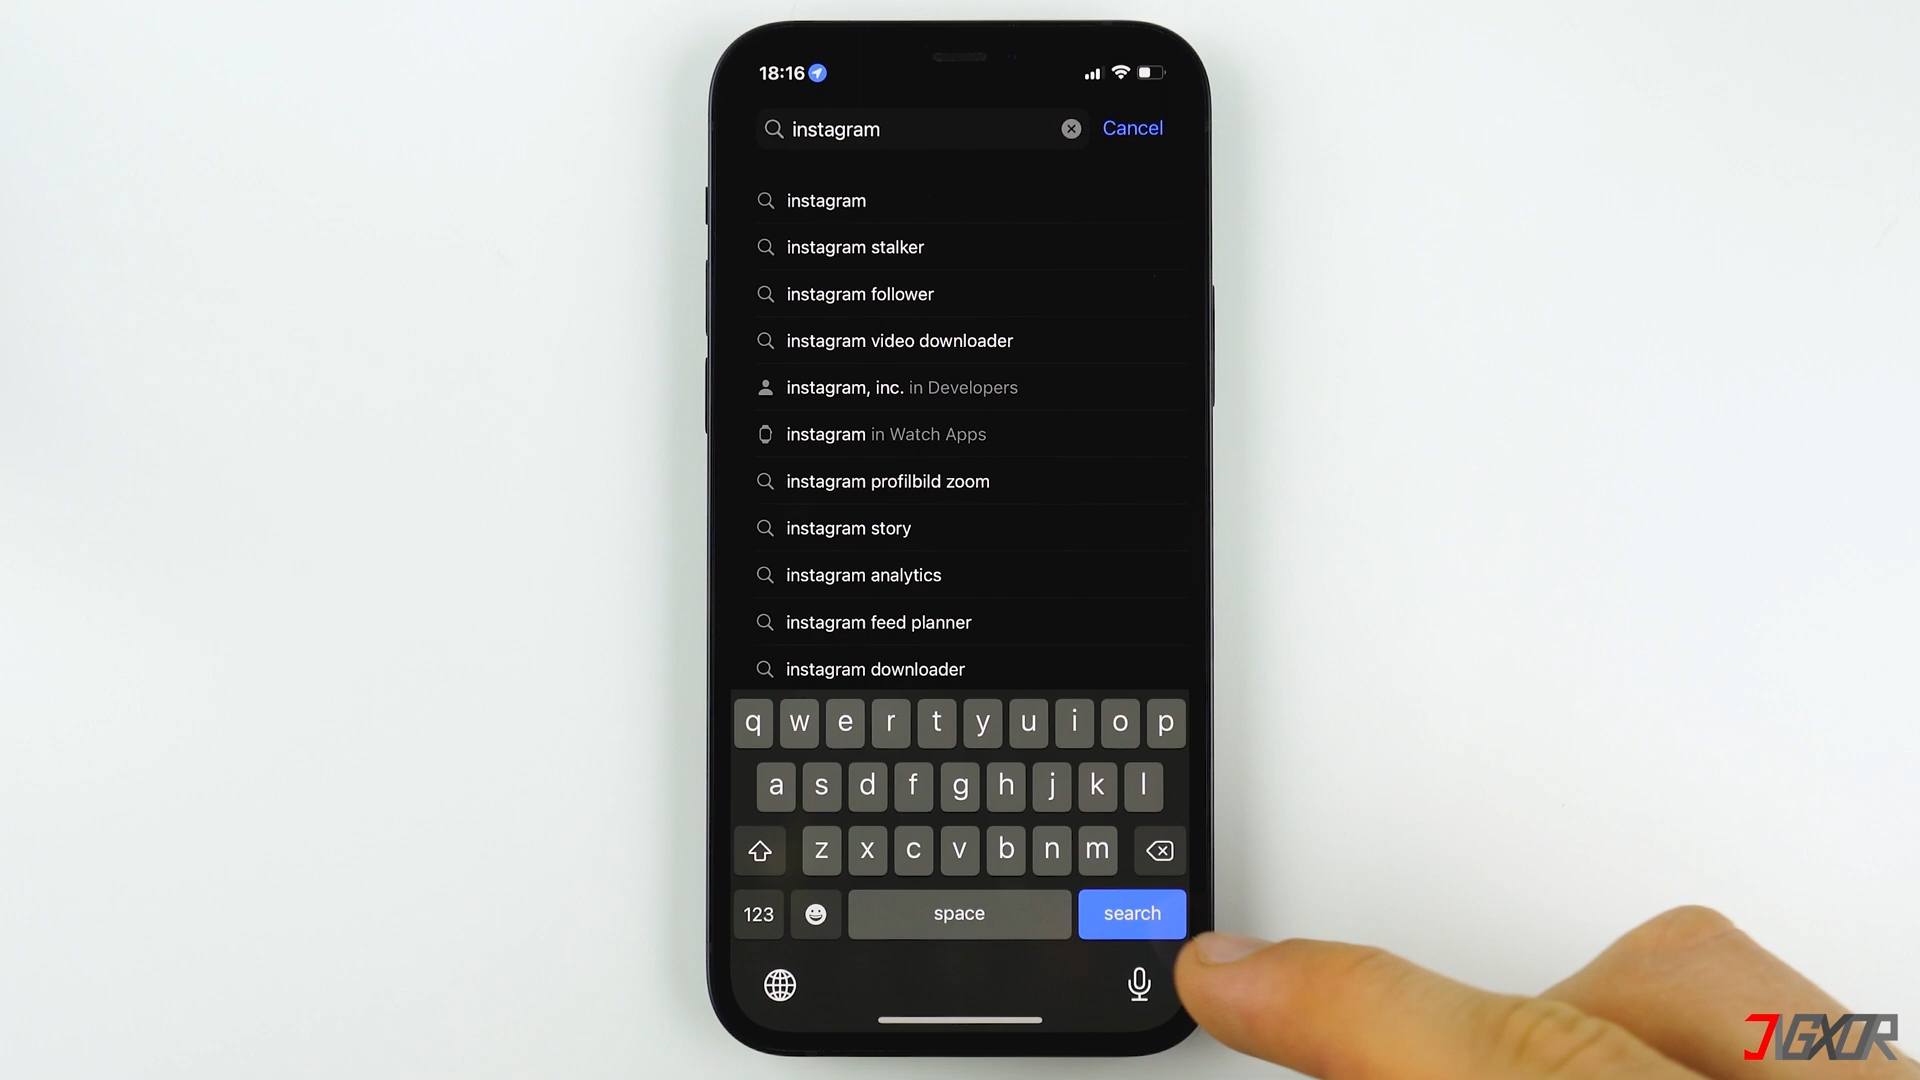 18:16
instagram
Cancel
instagram
instagram stalker
instagram follower
instagram video downloader
instagram, inc. in Developers
instagram in Watch Apps
instagram profilbild zoom
instagram story
instagram analytics
instagram feed planner
instagram downloader
q w e r t y u i o p
a s d f g h j k l
z x c v b n m
123 space search
JIGXOR